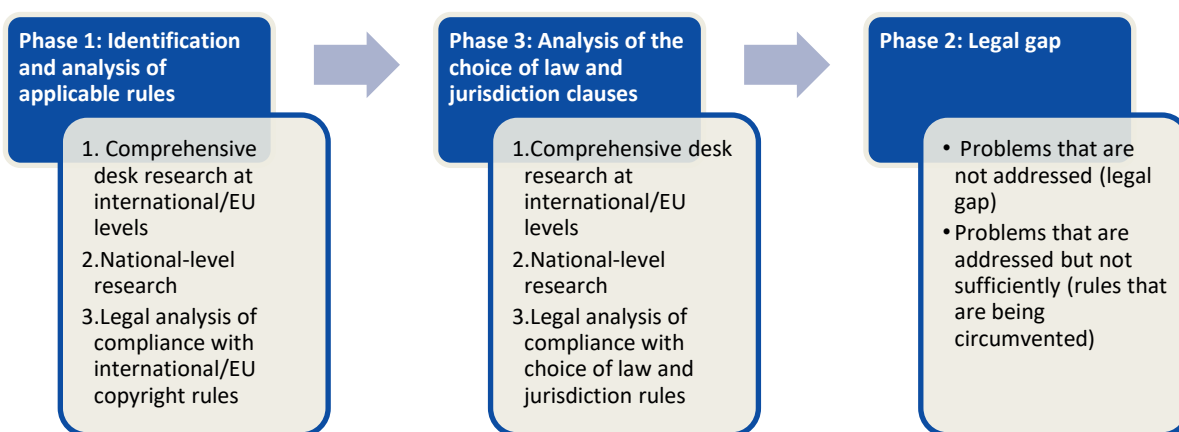 Phase 1: Identification
and analysis of
applicable rules
1. Comprehensive
desk research at
international/EU
levels
2.National-level
research
3.Legal analysis of
compliance with
international/EU
copyright rules
Phase 3: Analysis of the
choice of law and
jurisdiction clauses
1.Comprehensive desk
research at
international/EU
levels
2.National-level
research
3.Legal analysis of
compliance with
choice of law and
jurisdiction rules
Phase 2: Legal gap
• Problems that are
not addressed (legal
gap)
• Problems that are
addressed but not
sufficiently (rules that
are being
circumvented)